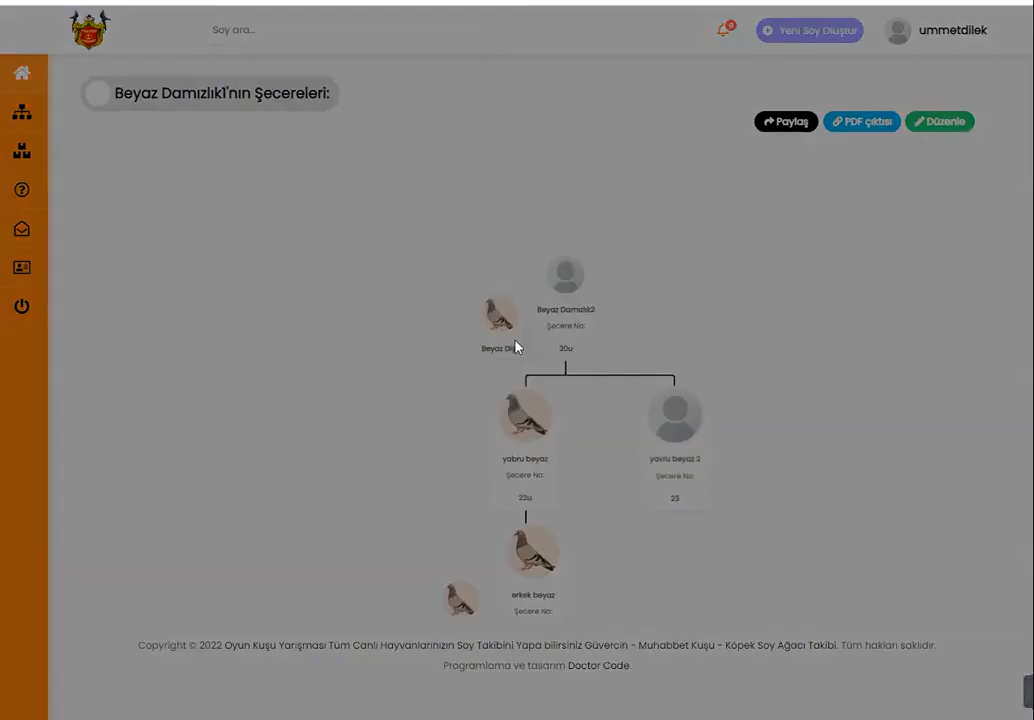 Soy ara...
Yeni Soy Oluştur
ummetdilek
Beyaz Damızlık1'nın Şecereleri:
Paylaş
PDF çıktısı
Düzenle
Beyaz Damızlık2
Şecere No:
Beyaz
20u
yabru beyaz
Şecere No:
22u
yavru beyaz 2
Şecere No:
23
erkek beyaz
Şecere No:
Copyright © 2022 Oyun Kuşu Yarışması Tüm Canlı Hayvanlarınızın Soy Takibini Yapa bilirsiniz Güvercin - Muhabbet Kuşu - Köpek Soy Ağacı Takibi. Tüm hakları saklıdır.
Programlama ve tasarım Doctor Code